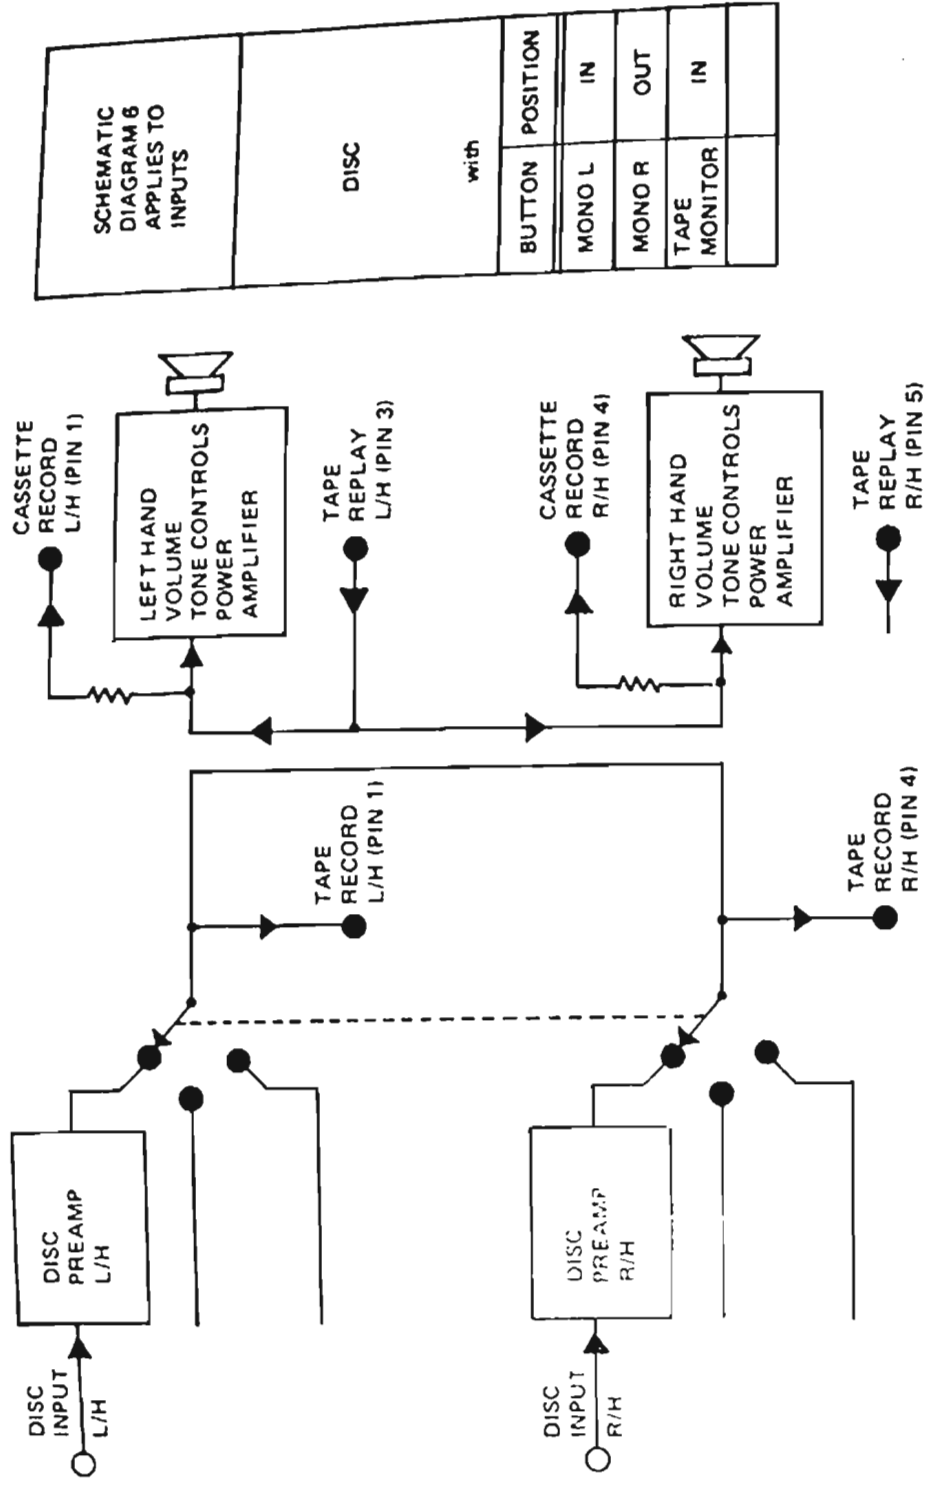 DISC
INPUT
L/H
DISC
PREAMP
L/H
TAPE
RECORD
L/H (PIN 1)
CASSETTE
RECORD
L/H (PIN 1)
LEFT HAND
VOLUME
TONE CONTROLS
POWER
AMPLIFIER
TAPE
REPLAY
L/H (PIN 3)
DISC
INPUT
R/H
DISC
PREAMP
R/H
TAPE
RECORD
R/H (PIN 4)
CASSETTE
RECORD
R/H (PIN 4)
RIGHT HAND
VOLUME
TONE CONTROLS
POWER
AMPLIFIER
TAPE
REPLAY
R/H (PIN 5)
SCHEMATIC
DIAGRAM 6
APPLIES TO
INPUTS
DISC
with
BUTTON POSITION
MONO L IN
MONO R OUT
TAPE
MONITOR IN